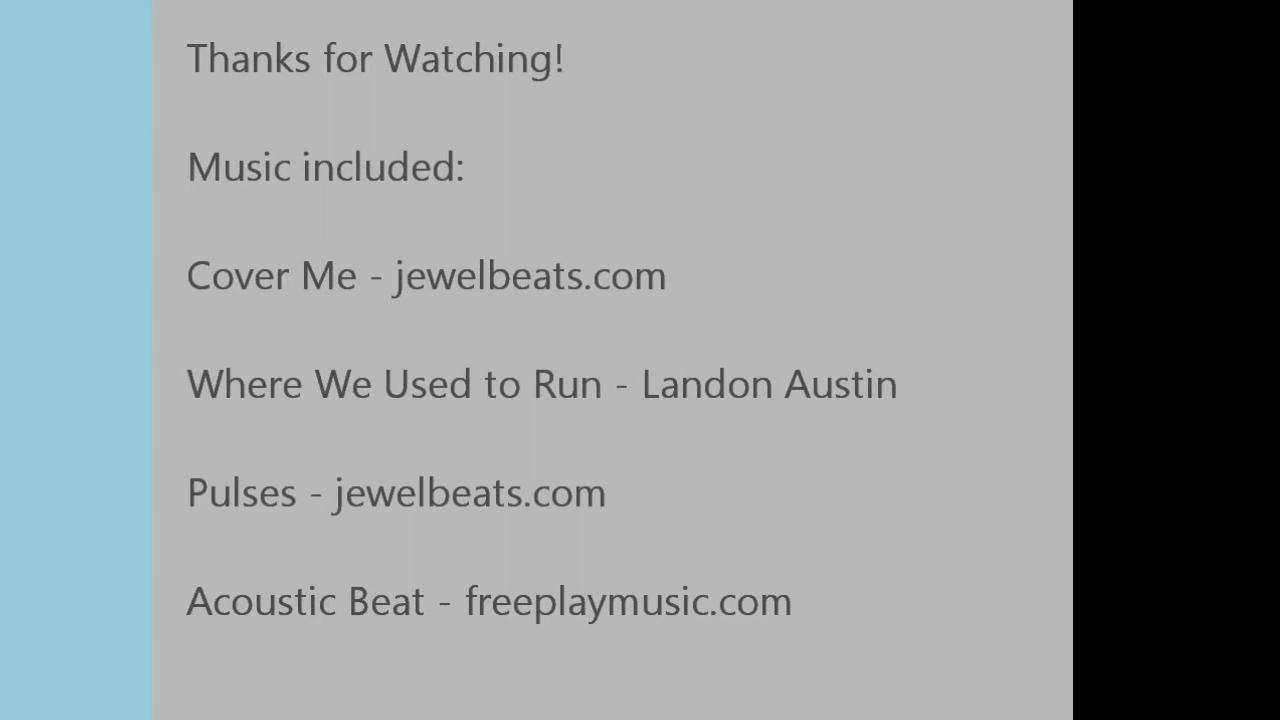 Thanks for Watching!
Music included:
Cover Me - jewelbeats.com
Where We Used to Run - Landon Austin
Pulses - jewelbeats.com
Acoustic Beat - freeplaymusic.com